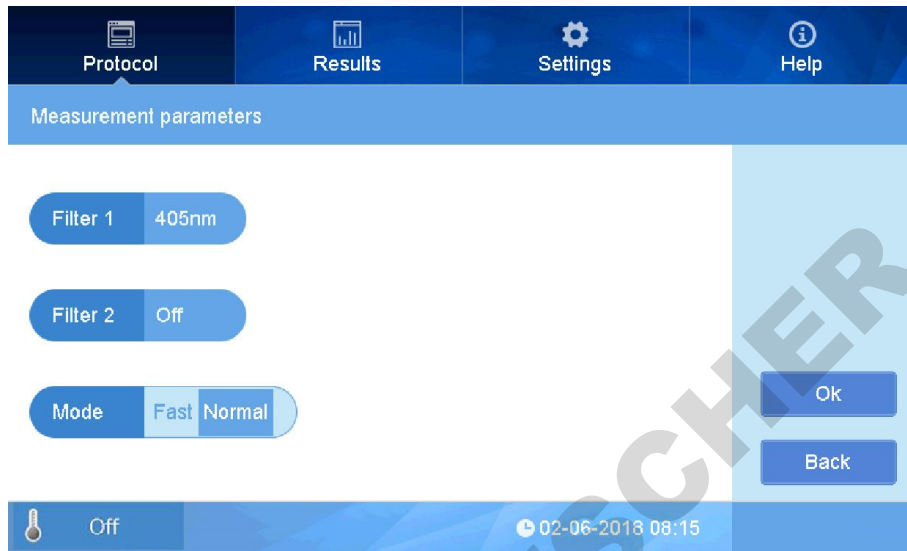 Protocol Results Settings Help
Measurement parameters
Filter 1 405nm
Filter 2 Off
Mode Fast Normal
Ok
Back
Off 02-06-2018 08:15
SCHER